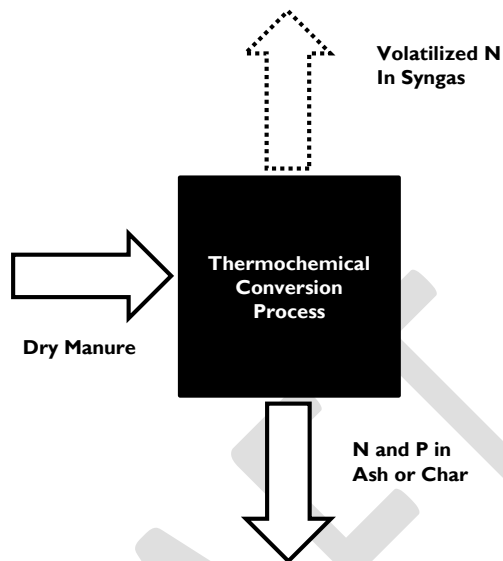 Volatilized N
In Syngas
Thermochemical
Conversion
Process
Dry Manure
N and P in
Ash or Char